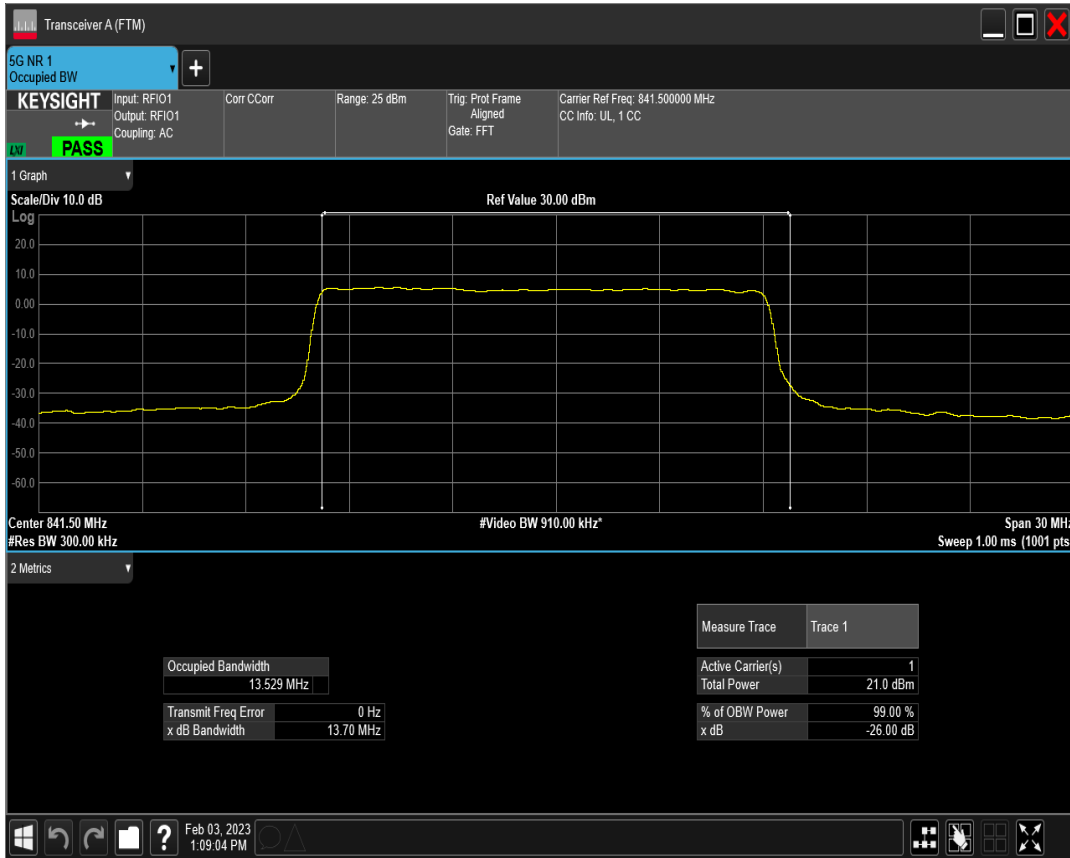 Transceiver A (FTM)
5G NR 1
Occupied BW
+
KEYSIGHT
LXI
PASS
Input: RFIO1
Output: RFIO1
Coupling: AC
Corr CCorr
Range: 25 dBm
Trig: Prot Frame
Aligned
Gate: FFT
Carrier Ref Freq: 841.500000 MHz
CC Info: UL, 1 CC
1 Graph
Scale/Div 10.0 dB
Ref Value 30.00 dBm
Log
20.0
10.0
0.00
-10.0
-20.0
-30.0
-40.0
-50.0
-60.0
Center 841.50 MHz
#Video BW 910.00 kHz*
Span 30 MHz
#Res BW 300.00 kHz
Sweep 1.00 ms (1001 pts
2 Metrics
Measure Trace Trace 1
Occupied Bandwidth
13.529 MHz
Active Carrier(s) 1
Total Power 21.0 dBm
Transmit Freq Error 0 Hz
x dB Bandwidth 13.70 MHz
% of OBW Power 99.00 %
x dB -26.00 dB
?
Feb 03, 2023
1:09:04 PM